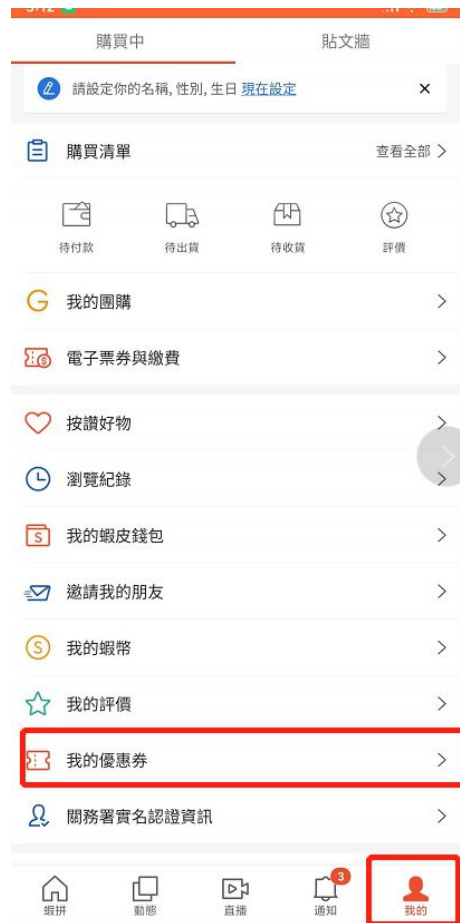 購買中 貼文牆
請設定你的名稱, 性別, 生日 現在設定
購買清單 查看全部
待付款 待出貨 待收貨 評價
我的團購
電子票券與繳費
按讚好物
瀏覽紀錄
我的蝦皮錢包
邀請我的朋友
我的蝦幣
我的評價
我的優惠券
關務署實名認證資訊
3
蝦拼 動態 直播 通知 我的